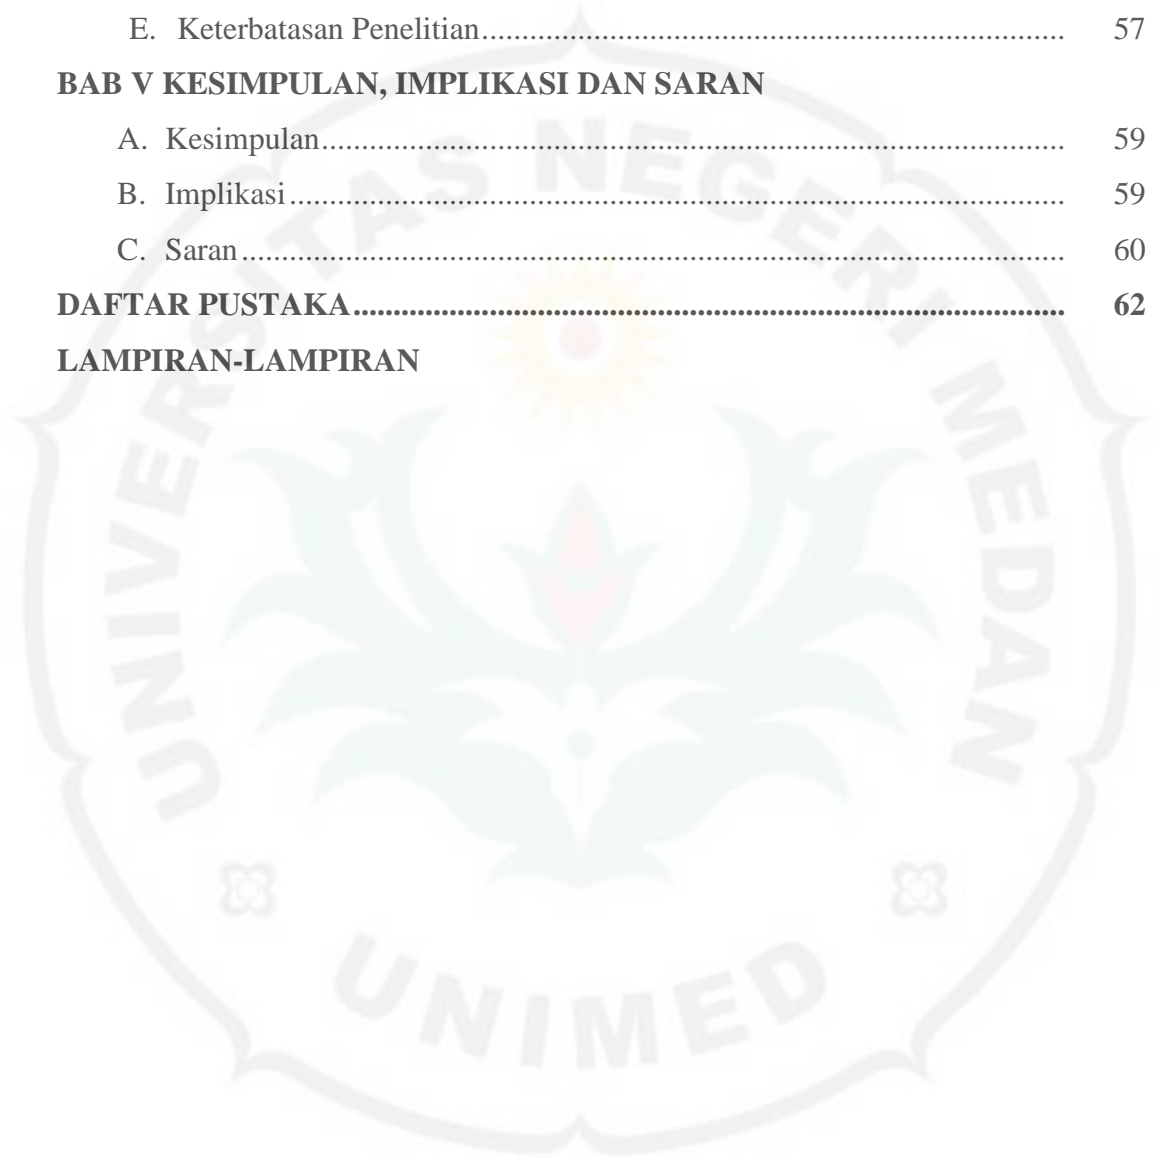 E. Keterbatasan Penelitian........................................................................ 57
BAB V KESIMPULAN, IMPLIKASI DAN SARAN
A. Kesimpulan............................................................................................ 59
B. Implikasi................................................................................................ 59
C. Saran...................................................................................................... 60
DAFTAR PUSTAKA......................................................................................... 62
LAMPIRAN-LAMPIRAN
UNIVERSITAS NEGERI MEDAN
UNIMED